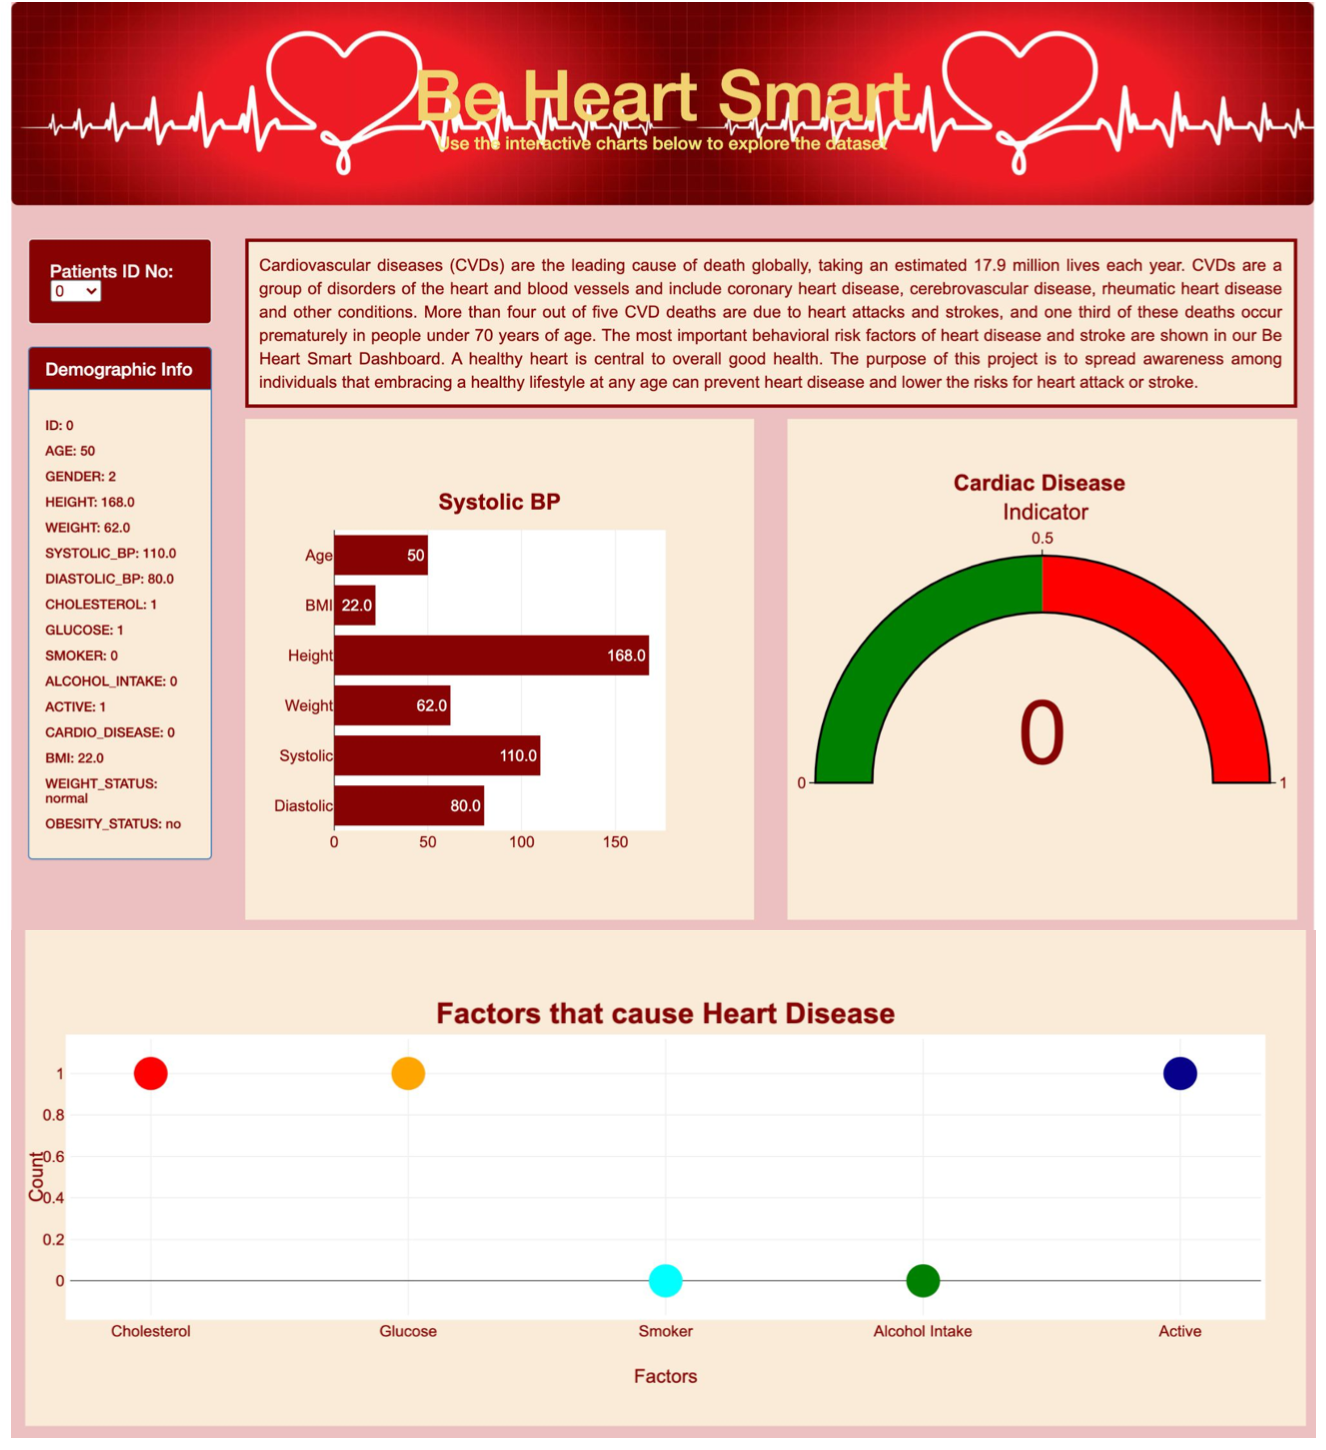 Be Heart Smart
Use the interactive charts below to explore the dataset
Patients ID No:
0
Demographic Info
ID: 0
AGE: 50
GENDER: 2
HEIGHT: 168.0
WEIGHT: 62.0
SYSTOLIC_BP: 110.0
DIASTOLIC_BP: 80.0
CHOLESTEROL: 1
GLUCOSE: 1
SMOKER: 0
ALCOHOL_INTAKE: 0
ACTIVE: 1
CARDIO_DISEASE: 0
BMI: 22.0
WEIGHT_STATUS:
normal
OBESITY_STATUS: no
Cardiovascular diseases (CVDs) are the leading cause of death globally, taking an estimated 17.9 million lives each year. CVDs are a
group of disorders of the heart and blood vessels and include coronary heart disease, cerebrovascular disease, rheumatic heart disease
and other conditions. More than four out of five CVD deaths are due to heart attacks and strokes, and one third of these deaths occur
prematurely in people under 70 years of age. The most important behavioral risk factors of heart disease and stroke are shown in our Be
Heart Smart Dashboard. A healthy heart is central to overall good health. The purpose of this project is to spread awareness among
individuals that embracing a healthy lifestyle at any age can prevent heart disease and lower the risks for heart attack or stroke.
Systolic BP
Age 50
BMI 22.0
Height 168.0
Weight 62.0
Systolic 110.0
Diastolic 80.0
0 50 100 150
Cardiac Disease
Indicator
0.5
0
0 1
Factors that cause Heart Disease
Count
1
0.8
0.6
0.4
0.2
0
Cholesterol Glucose Smoker Alcohol Intake Active
Factors